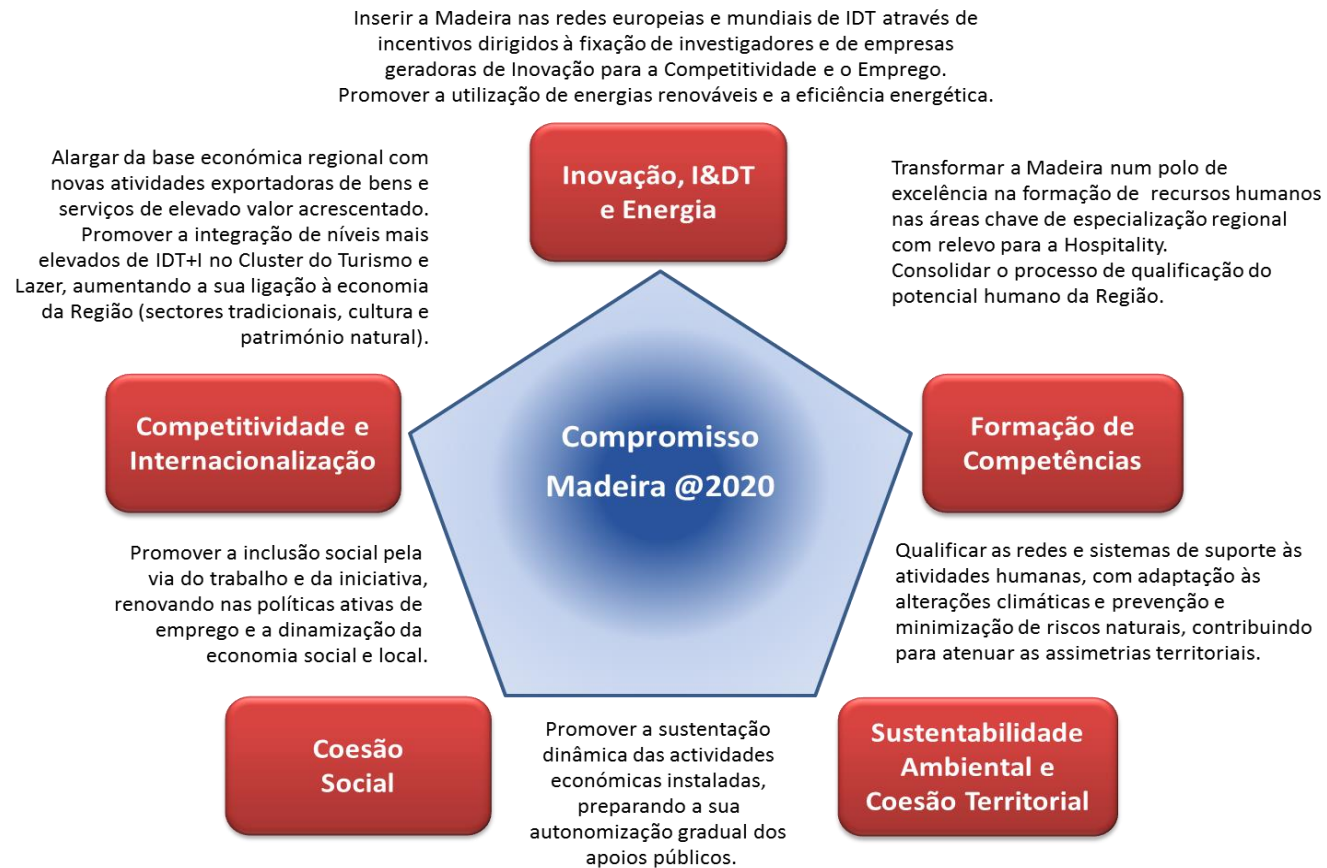 Inserir a Madeira nas redes europeias e mundiais de IDT através de
incentivos dirigidos à fixação de investigadores e de empresas
geradoras de Inovação para a Competitividade e o Emprego.
Promover a utilização de energias renováveis e a eficiência energética.
Inovação, I&DT
e Energia
Alargar da base económica regional com
novas atividades exportadoras de bens e
serviços de elevado valor acrescentado.
Promover a integração de níveis mais
elevados de IDT+I no Cluster do Turismo e
Lazer, aumentando a sua ligação à economia
da Região (sectores tradicionais, cultura e
património natural).
Transformar a Madeira num polo de
excelência na formação de recursos humanos
nas áreas chave de especialização regional
com relevo para a Hospitality.
Consolidar o processo de qualificação do
potencial humano da Região.
Competitividade e
Internacionalização
Compromisso
Madeira @2020
Formação de
Competências
Promover a inclusão social pela
via do trabalho e da iniciativa,
renovando nas políticas ativas de
emprego e a dinamização da
economia social e local.
Qualificar as redes e sistemas de suporte às
atividades humanas, com adaptação às
alterações climáticas e prevenção e
minimização de riscos naturais, contribuindo
para atenuar as assimetrias territoriais.
Coesão
Social
Promover a sustentação
dinâmica das actividades
económicas instaladas,
preparando a sua
autonomização gradual dos
apoios públicos.
Sustentabilidade
Ambiental e
Coesão Territorial